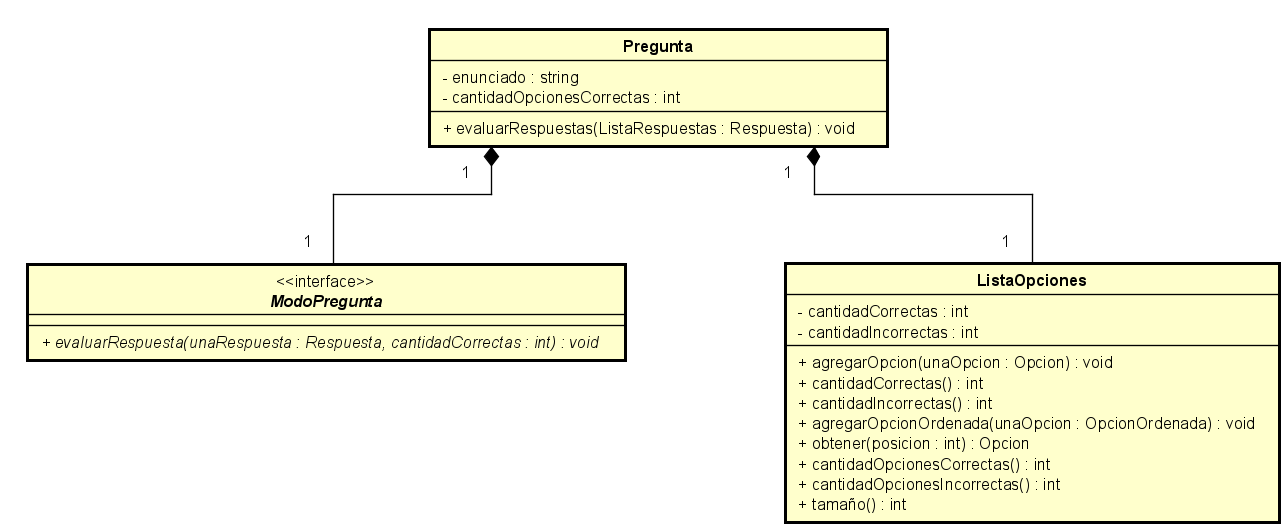 Pregunta
- enunciado : string
- cantidadOpcionesCorrectas : int
+ evaluarRespuestas(ListaRespuestas : Respuesta) : void
1
1
1
1
<<interface>>
ModoPregunta
+ evaluarRespuesta(unaRespuesta : Respuesta, cantidadCorrectas : int) : void
ListaOpciones
- cantidadCorrectas : int
- cantidadIncorrectas : int
+ agregarOpcion(unaOpcion : Opcion) : void
+ cantidadCorrectas() : int
+ cantidadIncorrectas() : int
+ agregarOpcionOrdenada(unaOpcion : OpcionOrdenada) : void
+ obtener(posicion : int) : Opcion
+ cantidadOpcionesCorrectas() : int
+ cantidadOpcionesIncorrectas() : int
+ tamaño() : int